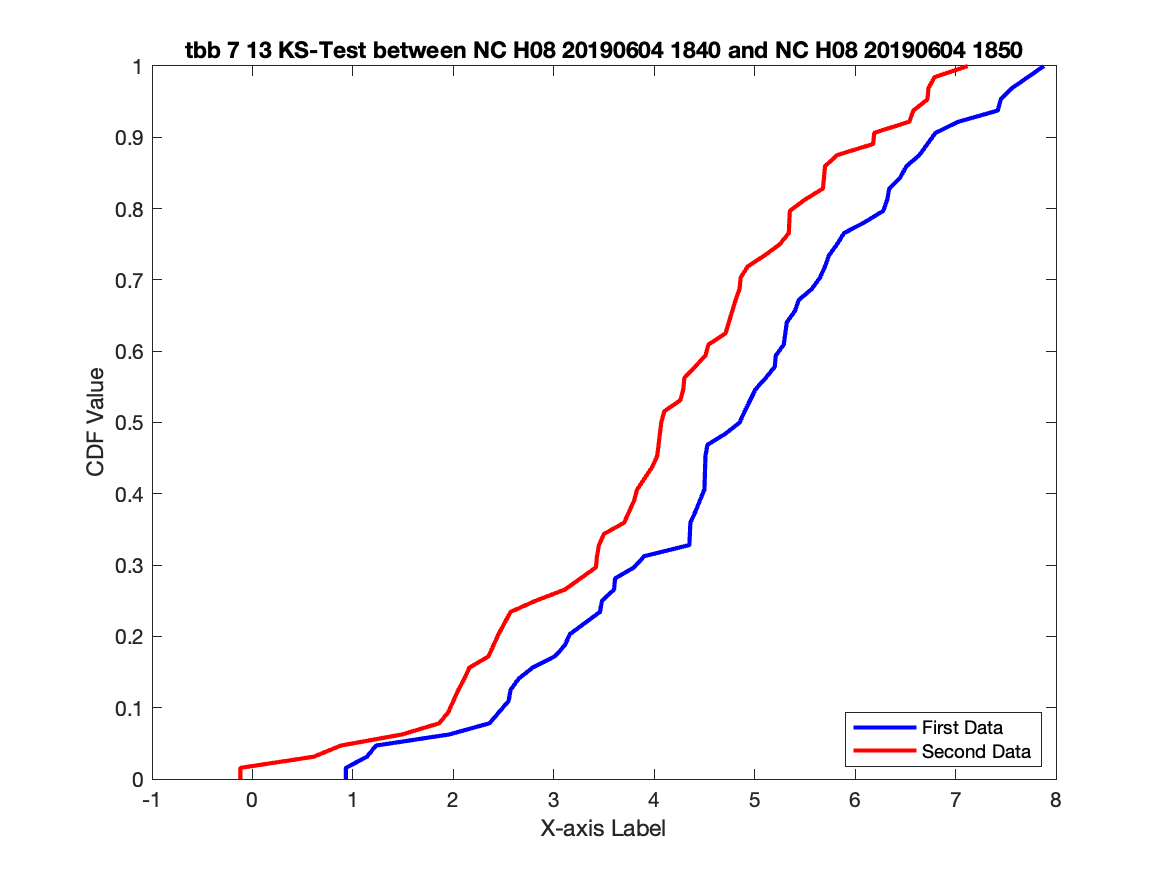 tbb 7 13 KS-Test between NC H08 20190604 1840 and NC H08 20190604 1850
1
0.9
0.8
0.7
0.6
0.5
0.4
0.3
0.2
0.1
0
CDF Value
-1 0 1 2 3 4 5 6 7 8
X-axis Label
First Data
Second Data